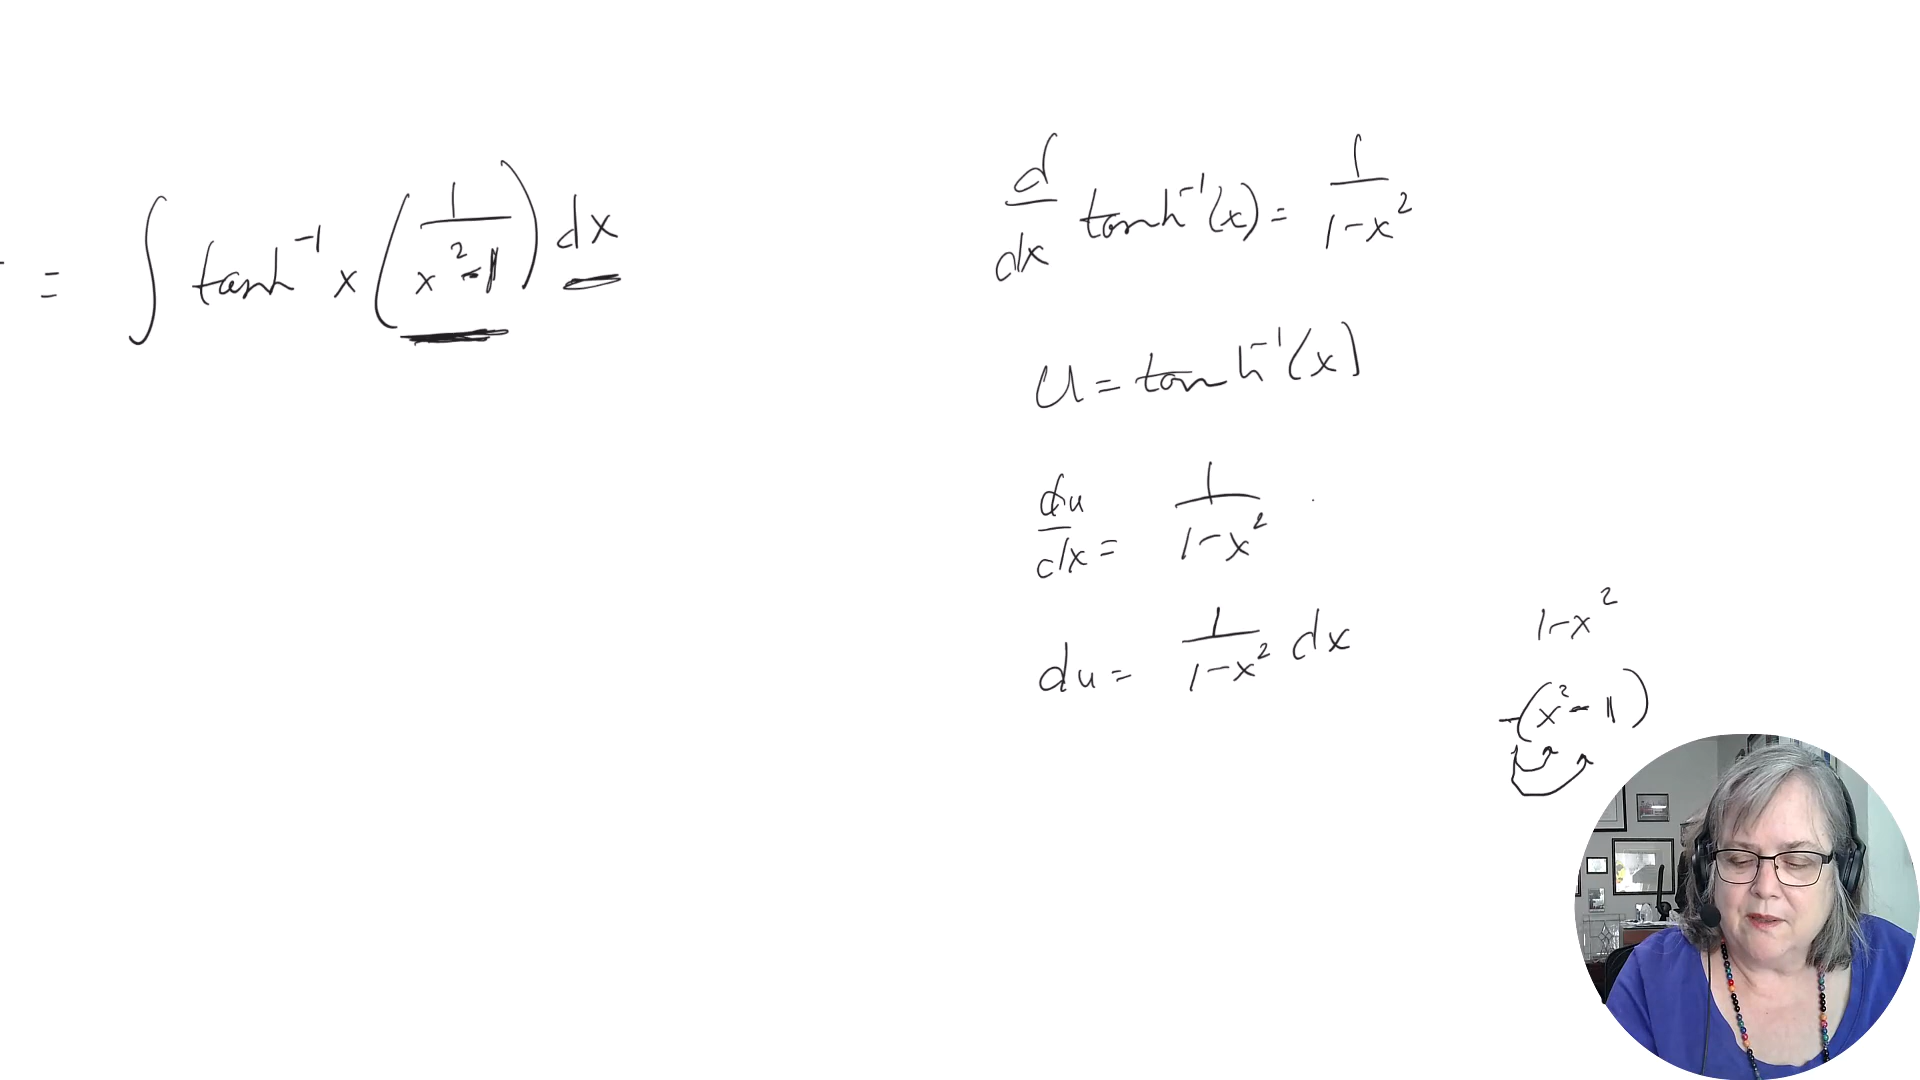 = ∫ tanh⁻¹ x (1/(x² - 1)) dx
d/dx tanh⁻¹(x) = 1/(1-x²)
u = tanh⁻¹(x)
du/dx = 1/(1-x²)
du = 1/(1-x²) dx
1-x²
-(x² - 1)